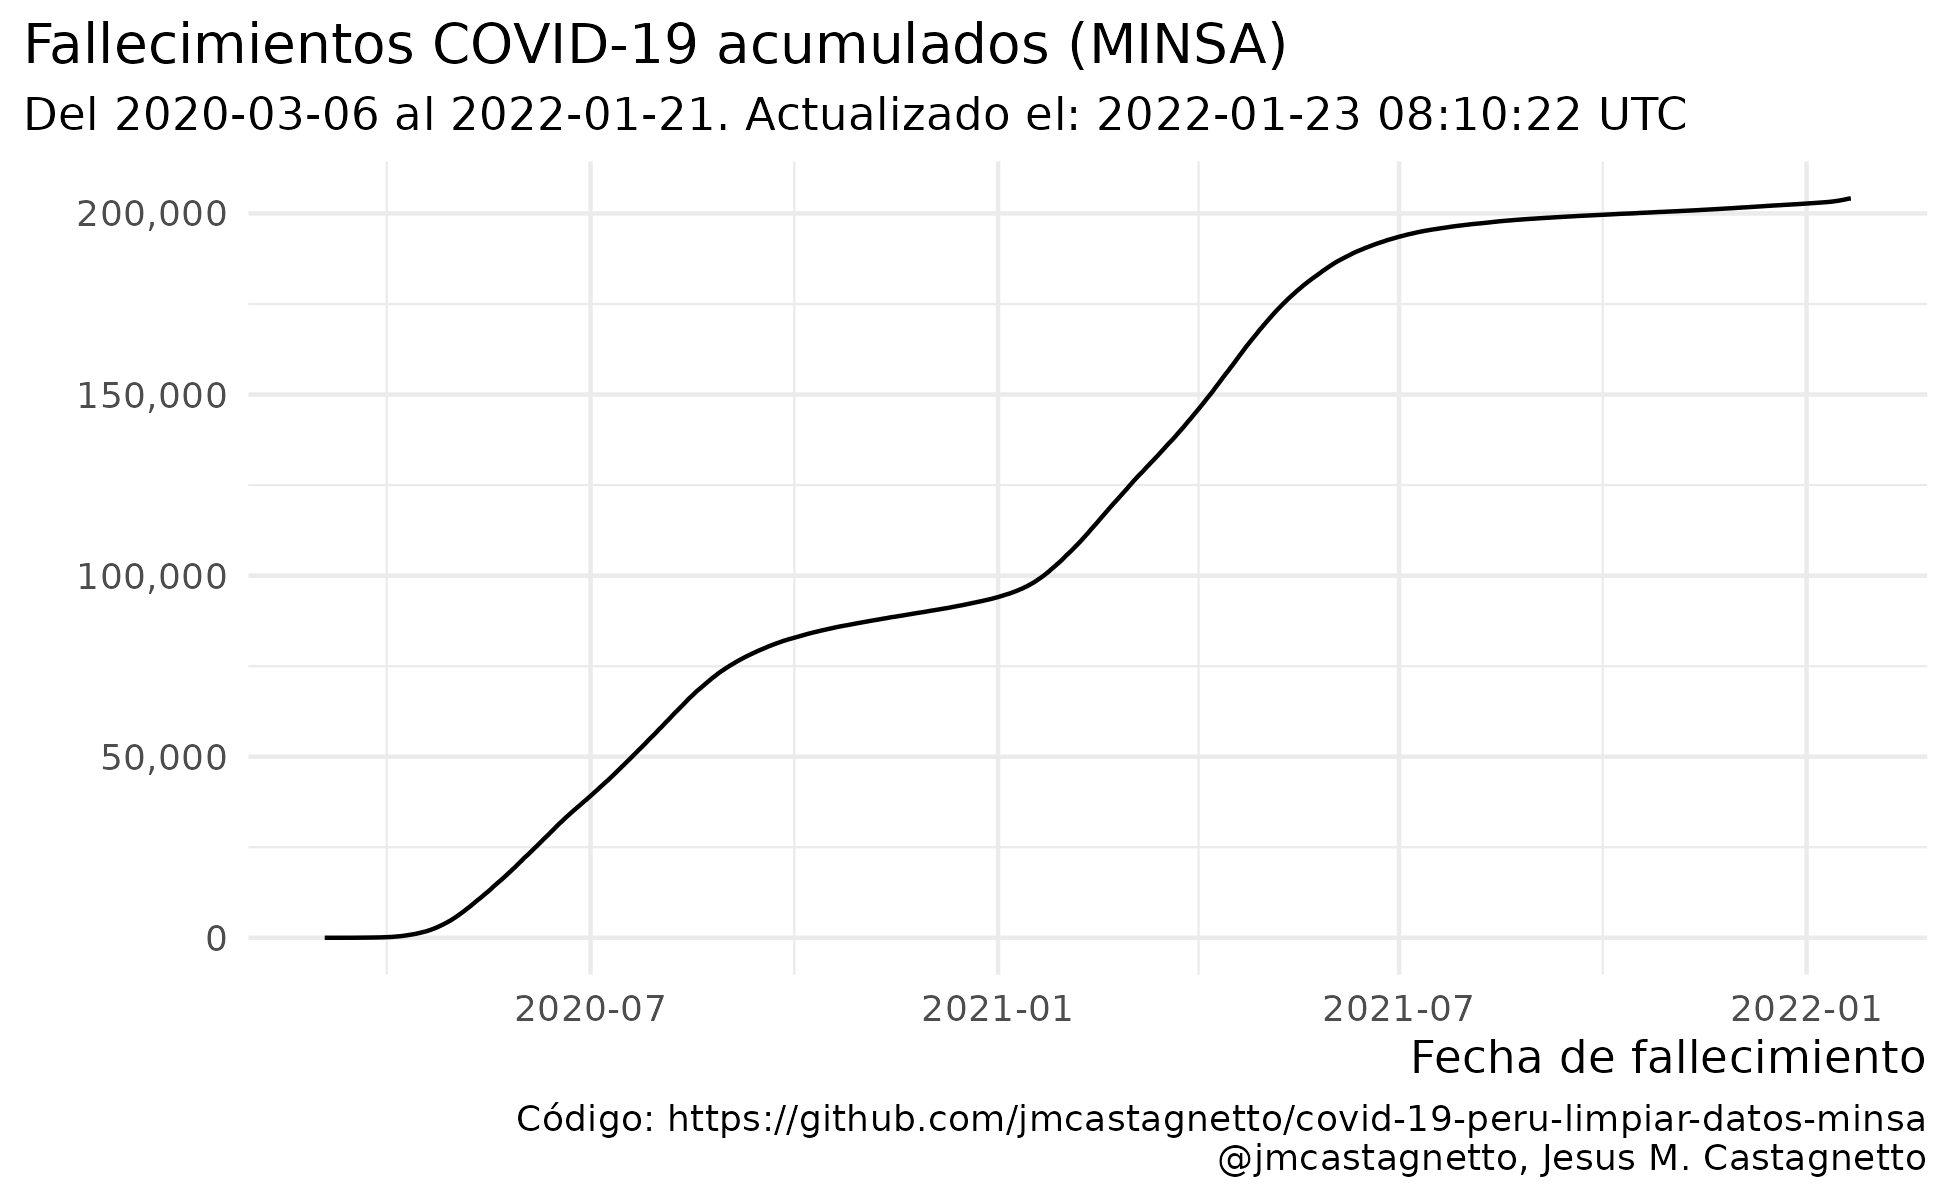 Fallecimientos COVID-19 acumulados (MINSA)
Del 2020-03-06 al 2022-01-21. Actualizado el: 2022-01-23 08:10:22 UTC
200,000
150,000
100,000
50,000
0
2020-07 2021-01 2021-07 2022-01
Fecha de fallecimiento
Código: https://github.com/jmcastagnetto/covid-19-peru-limpiar-datos-minsa
@jmcastagnetto, Jesus M. Castagnetto